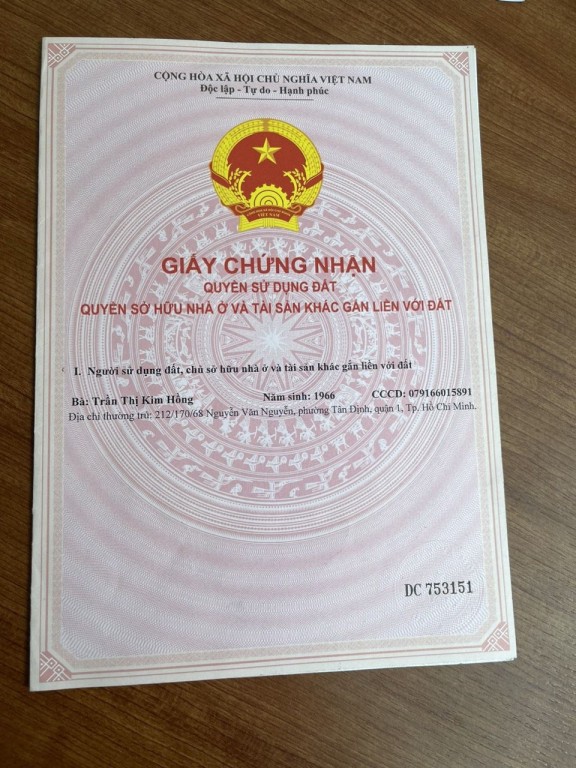 CỘNG HÒA XÃ HỘI CHỦ NGHĨA VIỆT NAM
Độc lập - Tự do - Hạnh phúc
VIỆT NAM
GIẤY CHỨNG NHẬN
QUYỀN SỬ DỤNG ĐẤT
QUYỀN SỞ HỮU NHÀ Ở VÀ TÀI SẢN KHÁC GẮN LIỀN VỚI ĐẤT
I. Người sử dụng đất, chủ sở hữu nhà ở và tài sản khác gắn liền với đất
Bà: Trần Thị Kim Hồng Năm sinh: 1966 CCCD: 079166015891
Địa chỉ thường trú: 212/170/68 Nguyễn Văn Nguyễn, phường Tân Định, quận 1, Tp. Hồ Chí Minh.
DC 753151